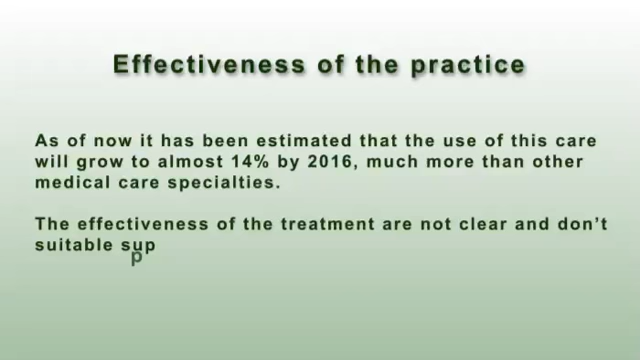 Effectiveness of the practice
As of now it has been estimated that the use of this care
will grow to almost 14% by 2016, much more than other
medical care specialties.
The effectiveness of the treatment are not clear and don’t
suitable sup
p